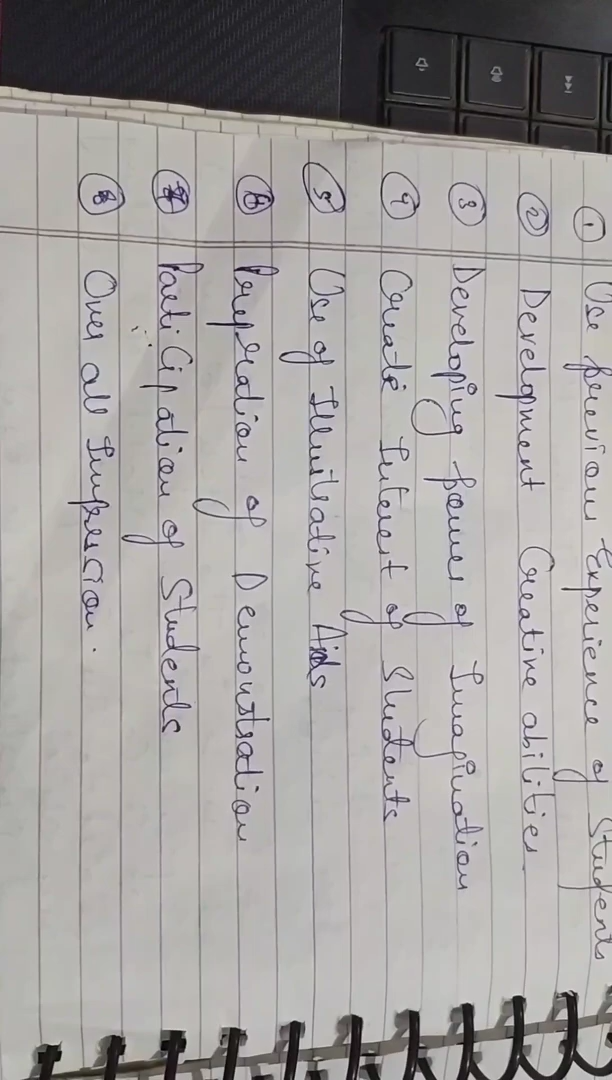 ① Use previous Experience of Students
② Development Creative abilities.
③ Developing power of Imagination
④ Create Interest of Students
⑤ Use of Illustrative Aids
⑥ Prepration of Demonstration
⑦ Participation of Students
⑧ Over all Impression.